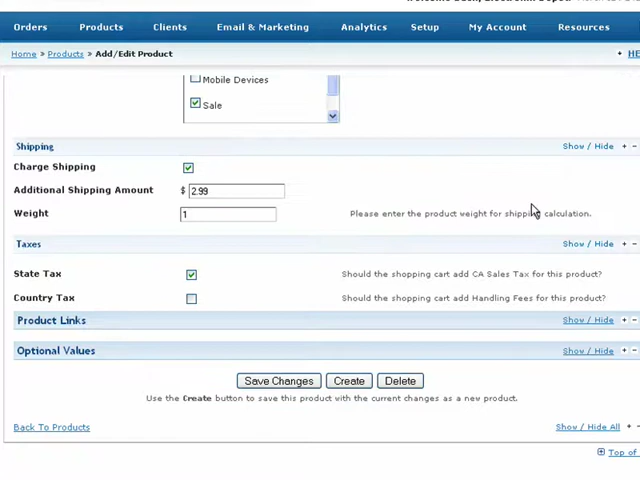 Orders Products Clients Email & Marketing Analytics Setup My Account Resources
Home > Products > Add/Edit Product
Mobile Devices
Sale
Shipping Show / Hide + -
Charge Shipping
Additional Shipping Amount $ 2.99
Weight 1 Please enter the product weight for shipping calculation.
Taxes Show / Hide + -
State Tax Should the shopping cart add CA Sales Tax for this product?
Country Tax Should the shopping cart add Handling Fees for this product?
Product Links Show / Hide + -
Optional Values Show / Hide + -
Save Changes Create Delete
Use the Create button to save this product with the current changes as a new product.
Back To Products Show / Hide All + -
Top of